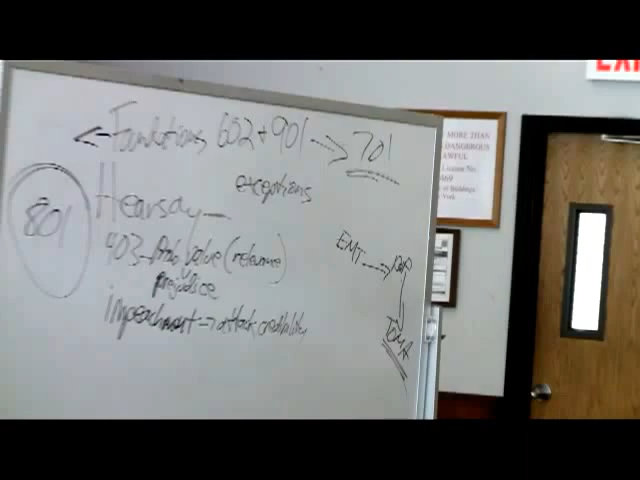 EXI
Foundations 602 + 901 → 701
exceptions
801
Hearsay
403 - Prob value (relevance)
prejudice
impeachment → attack credibility
EMT
MORE THAN
DANGEROUS
AWFUL